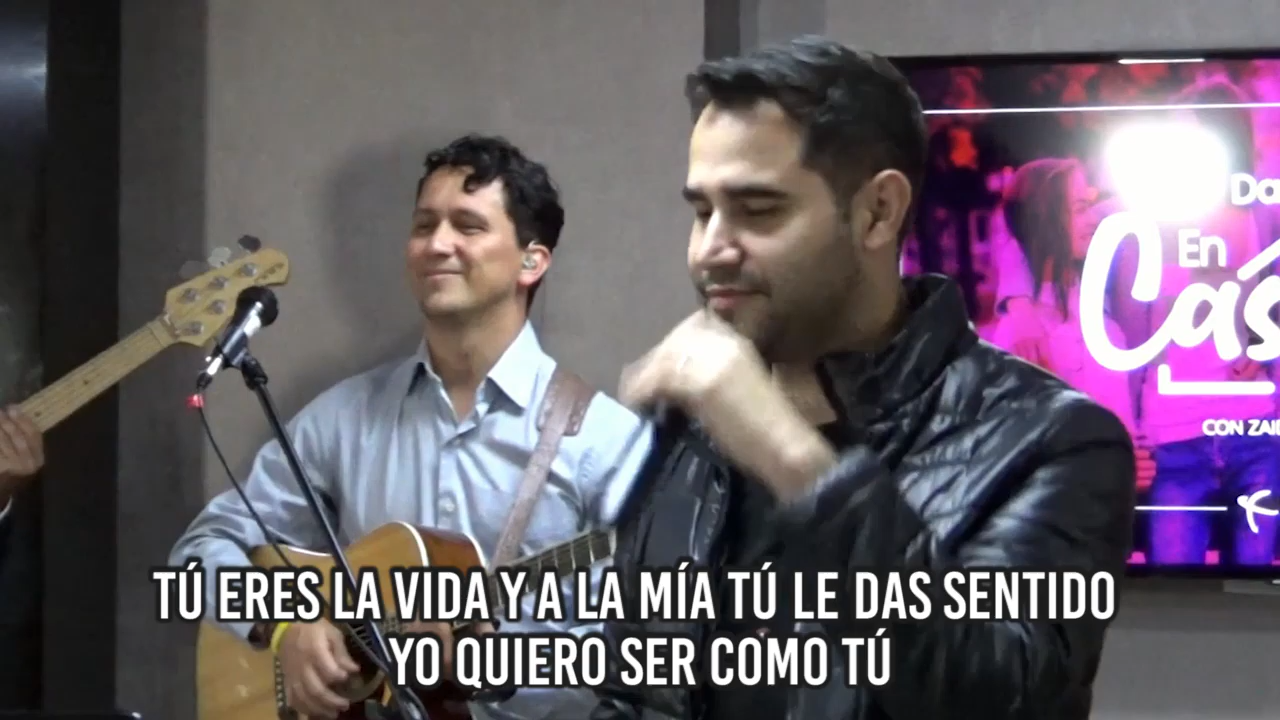 En
CON
TÚ ERES LA VIDA Y A LA MÍA TÚ LE DAS SENTIDO
YO QUIERO SER COMO TÚ